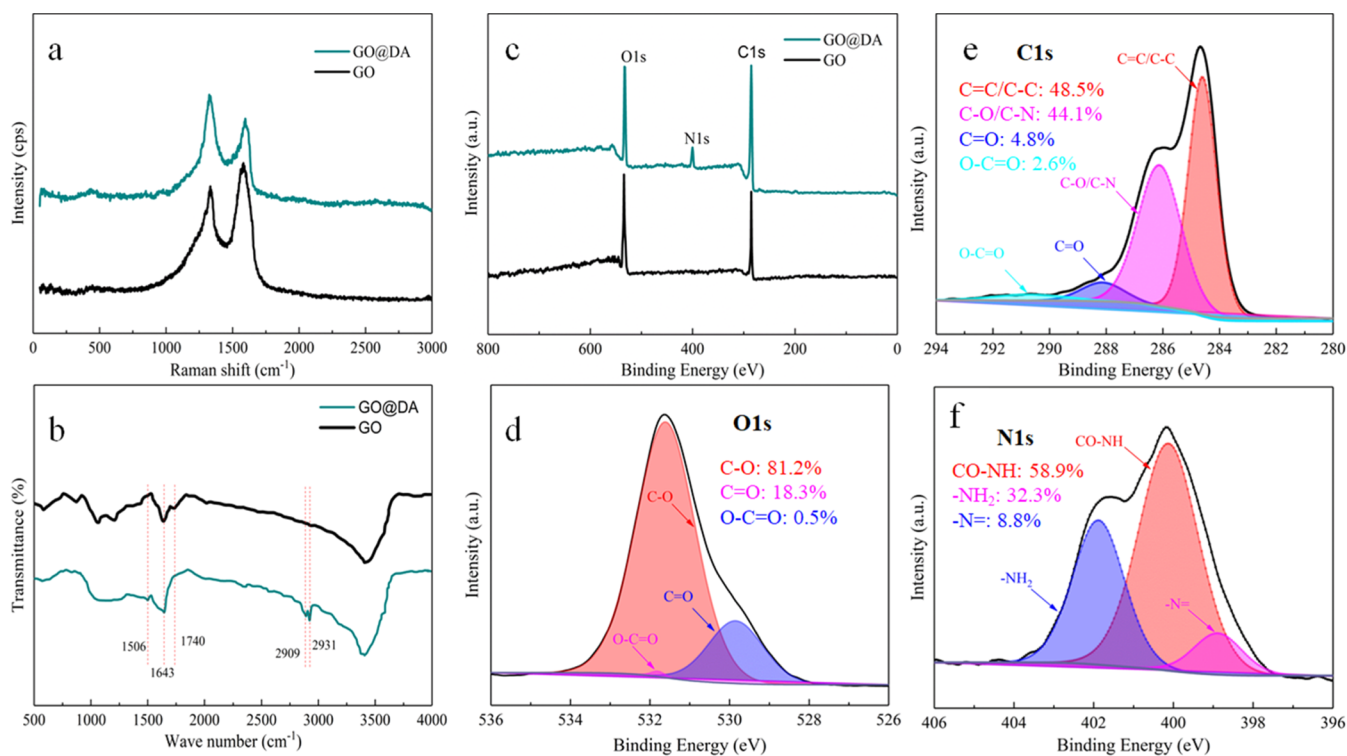 a
GO@DA
GO
Intensity (cps)
0 500 1000 1500 2000 2500 3000
Raman shift (cm⁻¹)
b
GO@DA
GO
Transmittance (%)
1506
1643
1740
2909
2931
500 1000 1500 2000 2500 3000 3500 4000
Wave number (cm⁻¹)
c
GO@DA
GO
O1s
N1s
C1s
Intensity (a.u.)
800 600 400 200 0
Binding Energy (eV)
d
O1s
C-O: 81.2%
C=O: 18.3%
O-C=O: 0.5%
C-O
C=O
O-C=O
Intensity (a.u.)
536 534 532 530 528 526
Binding Energy (eV)
e
C1s
C=C/C-C: 48.5%
C-O/C-N: 44.1%
C=O: 4.8%
O-C=O: 2.6%
C=C/C-C
C-O/C-N
C=O
O-C=O
Intensity (a.u.)
294 292 290 288 286 284 282 280
Binding Energy (eV)
f
N1s
CO-NH: 58.9%
-NH₂: 32.3%
-N=: 8.8%
CO-NH
-NH₂
-N=
Intensity (a.u.)
406 404 402 400 398 396
Binding Energy (eV)